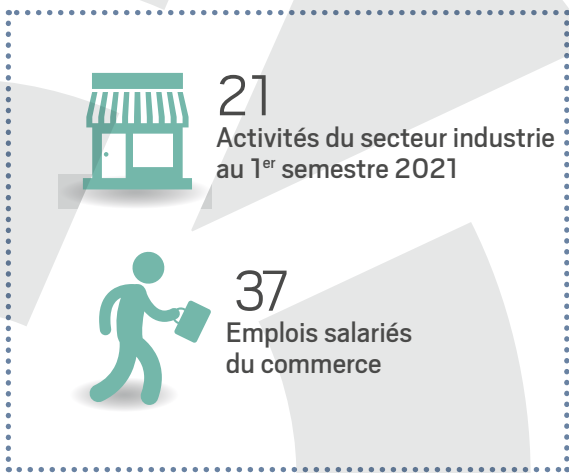 21
Activités du secteur industrie
au 1er semestre 2021
37
Emplois salariés
du commerce